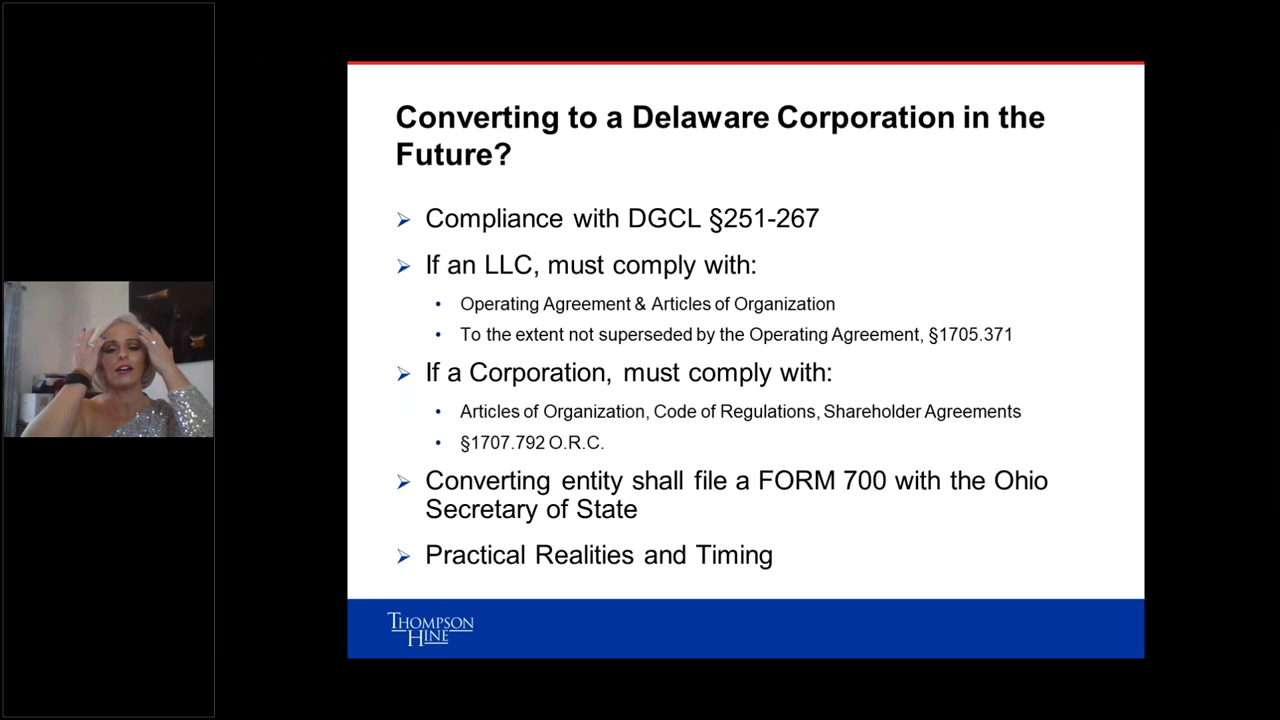 Converting to a Delaware Corporation in the
Future?
Compliance with DGCL §251-267
If an LLC, must comply with:
Operating Agreement & Articles of Organization
To the extent not superseded by the Operating Agreement, §1705.371
If a Corporation, must comply with:
Articles of Organization, Code of Regulations, Shareholder Agreements
§1707.792 O.R.C.
Converting entity shall file a FORM 700 with the Ohio
Secretary of State
Practical Realities and Timing
THOMPSON
HINE